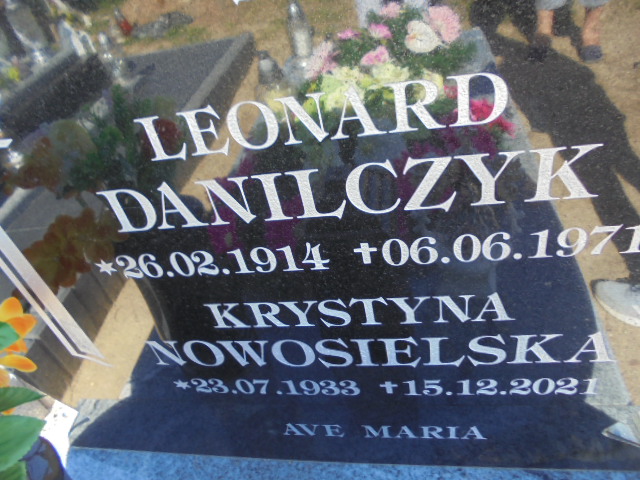 LEONARD
DANILCZYK
*26.02.1914 †06.06.1971
KRYSTYNA
NOWOSIELSKA
*23.07.1933 †15.12.2021
AVE MARIA